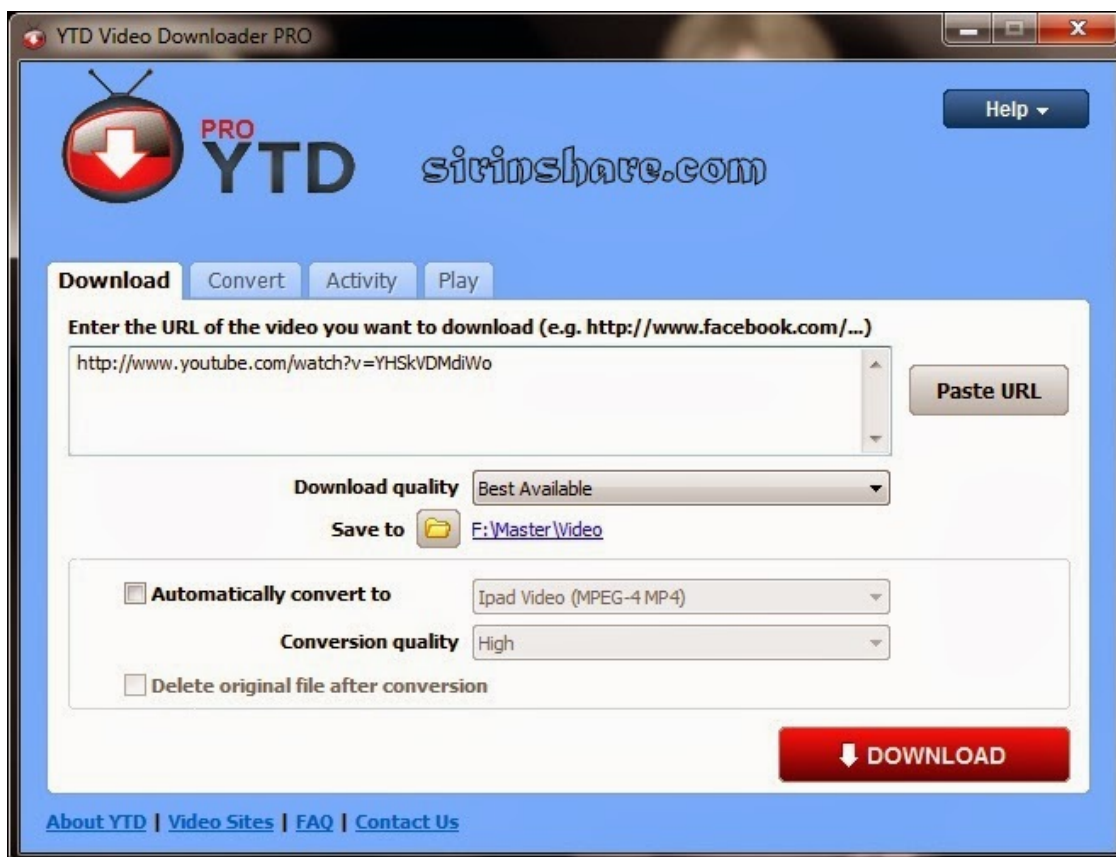 YTD Video Downloader PRO
Help
PRO
YTD
sirinshare.com
Download Convert Activity Play
Enter the URL of the video you want to download (e.g. http://www.facebook.com/...)
http://www.youtube.com/watch?v=YHSkVDMdiWo
Paste URL
Download quality Best Available
Save to F:\Master\Video
Automatically convert to Ipad Video (MPEG-4 MP4)
Conversion quality High
Delete original file after conversion
DOWNLOAD
About YTD | Video Sites | FAQ | Contact Us